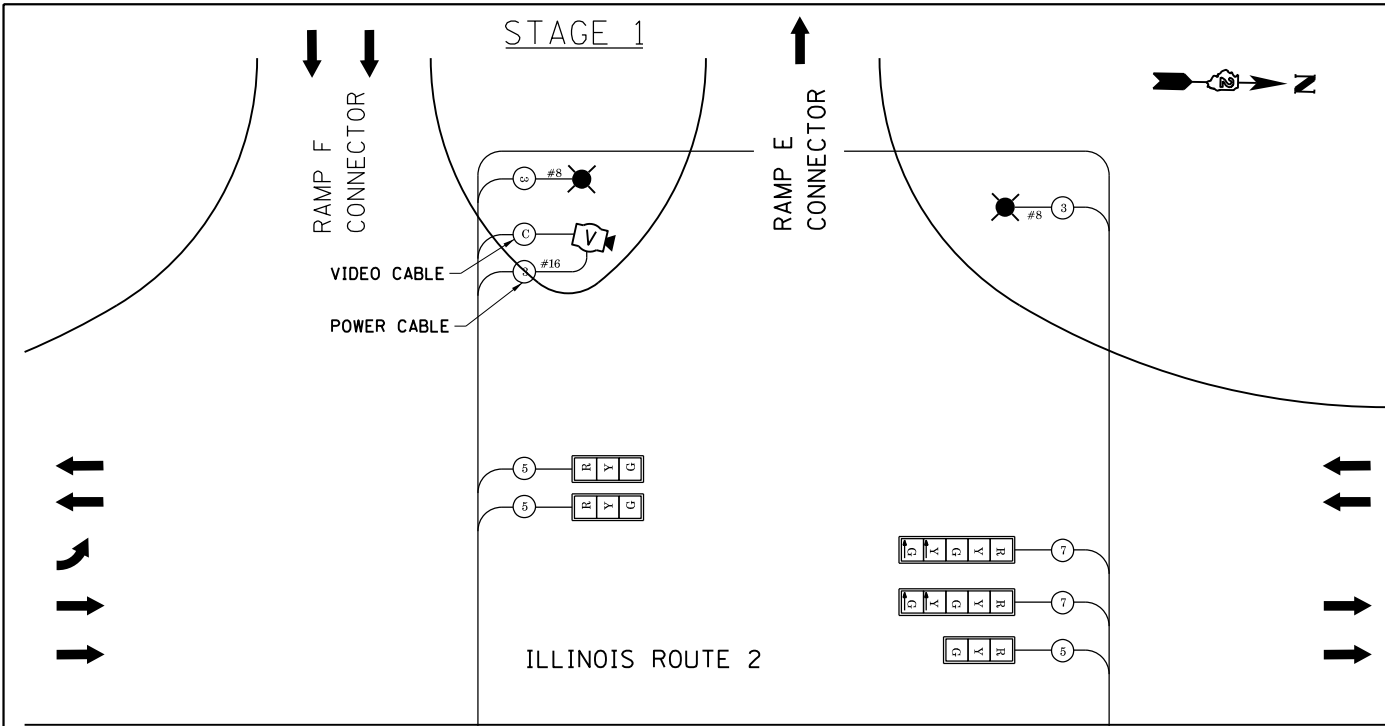 STAGE 1
2
N
RAMP F
CONNECTOR
RAMP E
CONNECTOR
3 #8
#8 3
C V
3 #16
VIDEO CABLE
POWER CABLE
5 R Y G
5 R Y G
G Y G Y R 7
G Y G Y R 7
G Y R 5
ILLINOIS ROUTE 2